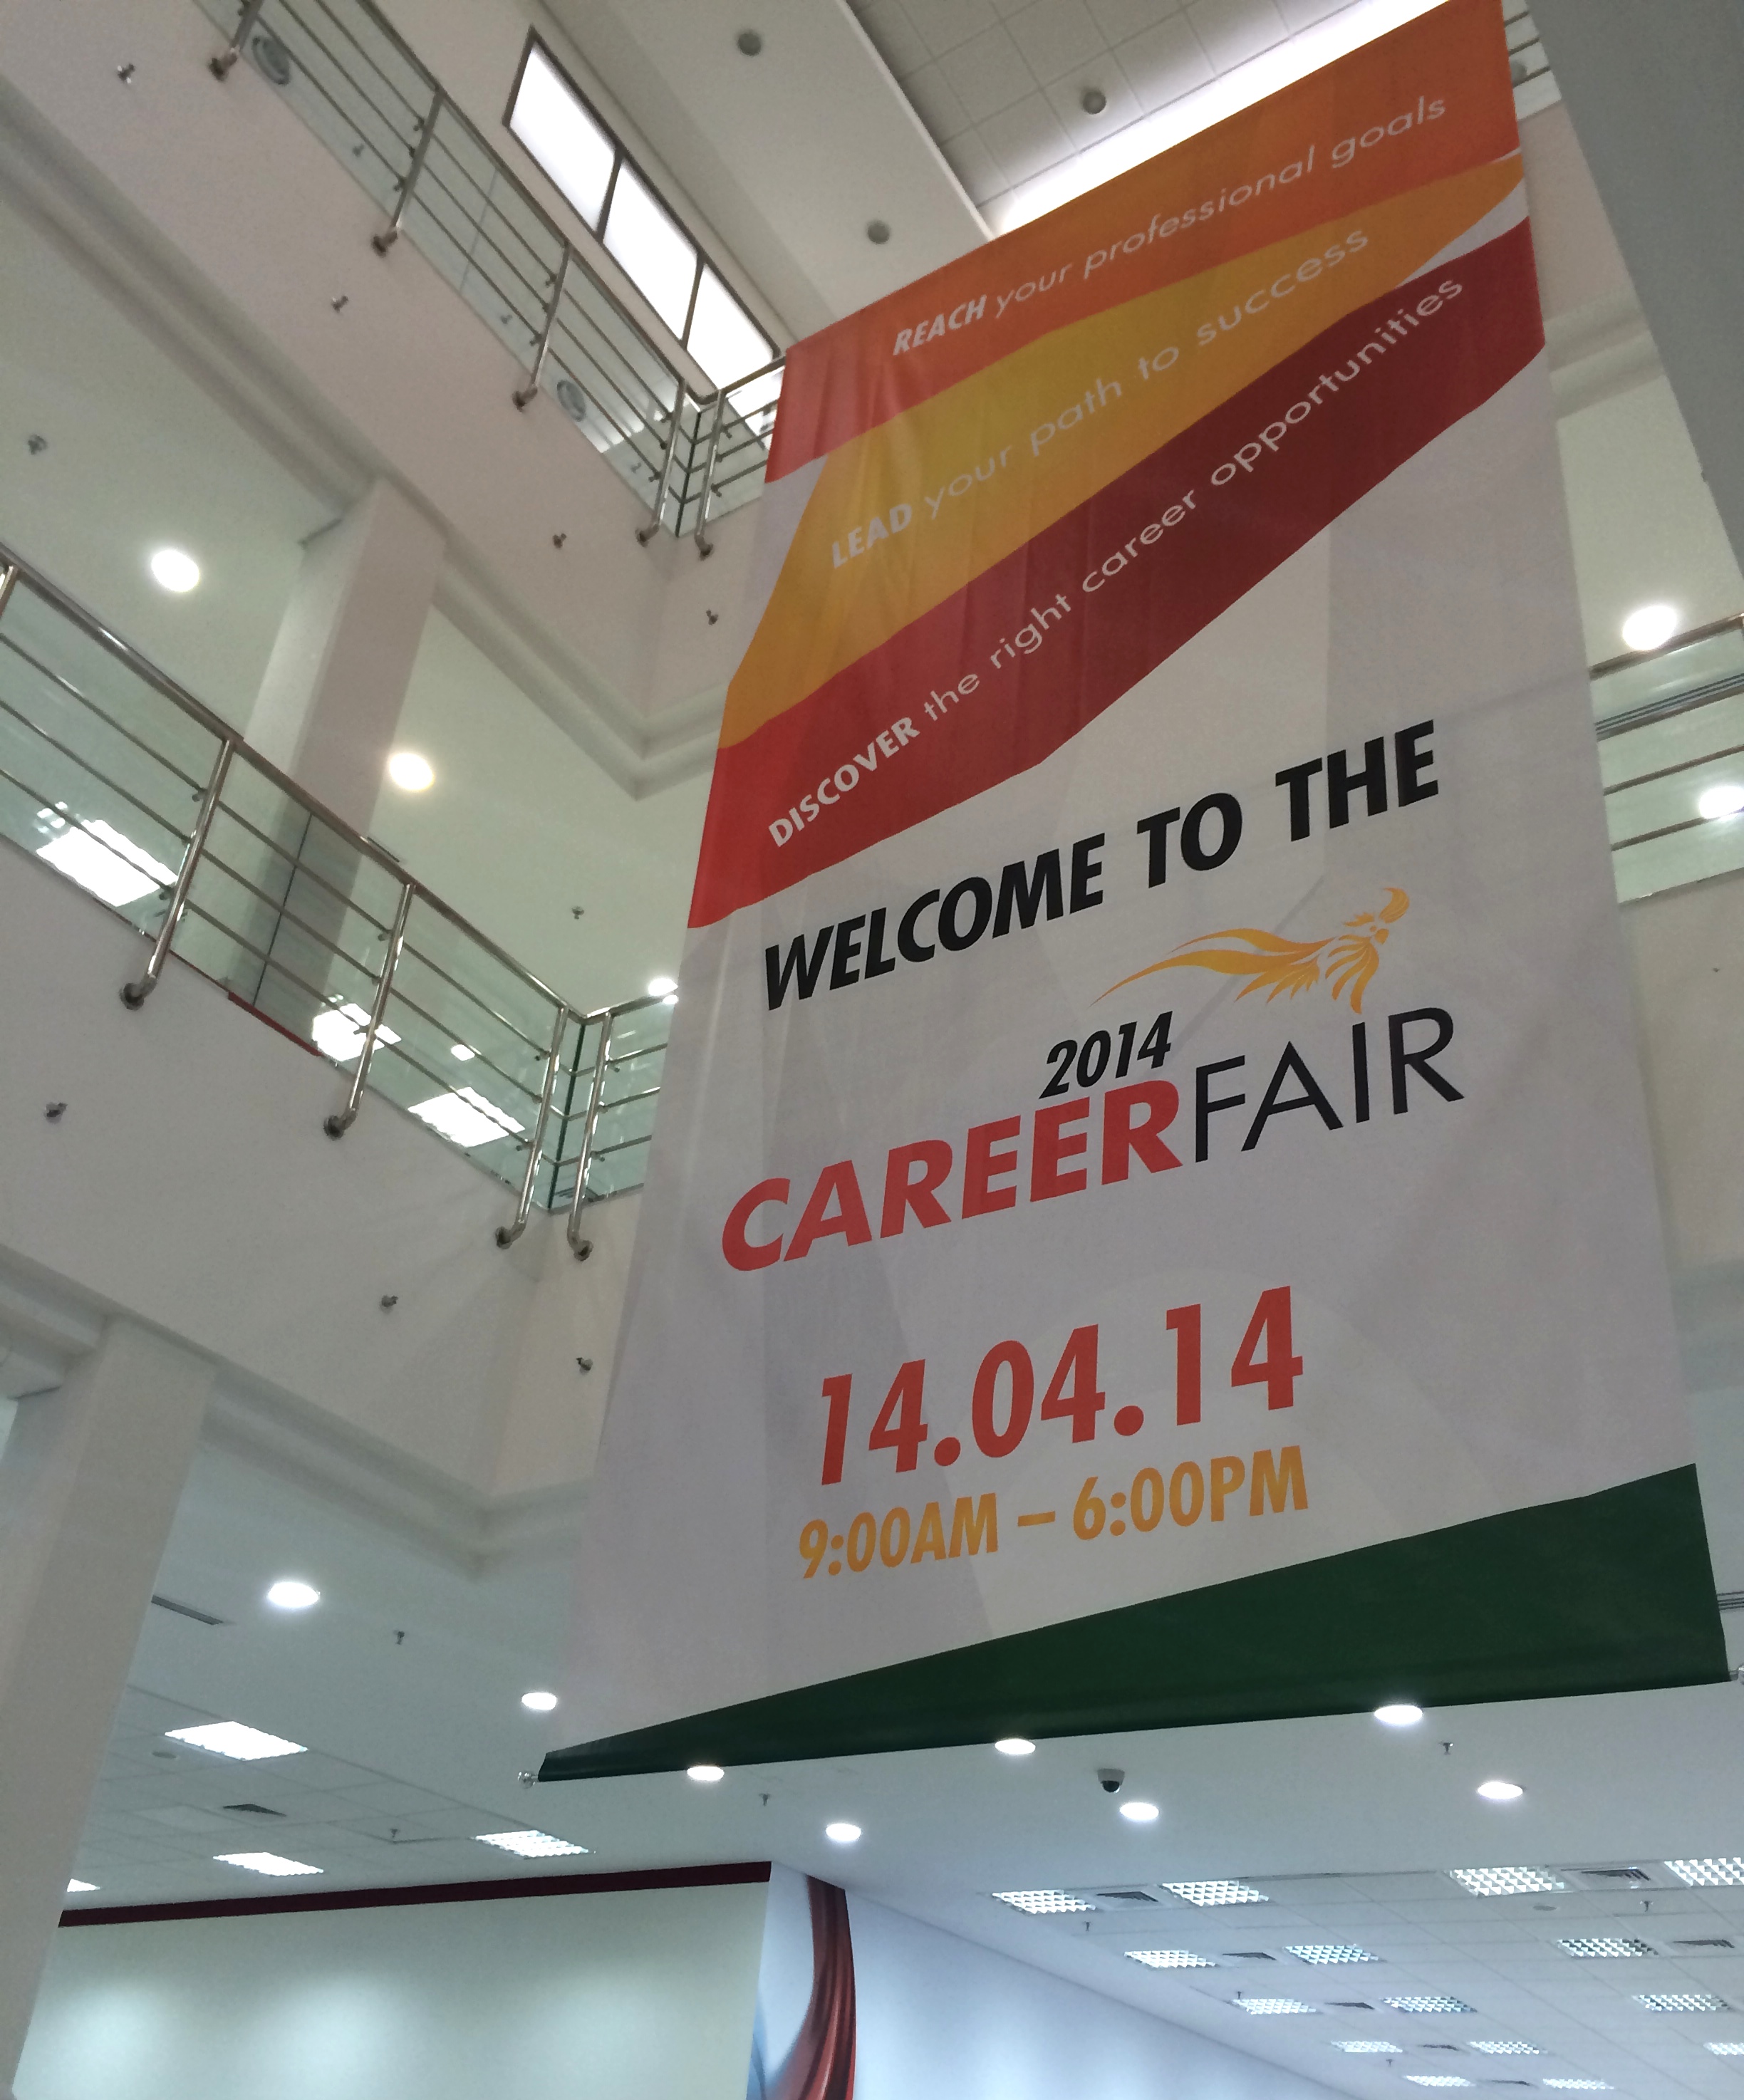 REACH your professional goals
LEAD your path to success
DISCOVER the right career opportunities
WELCOME TO THE
2014
CAREERFAIR
14.04.14
9:00AM – 6:00PM